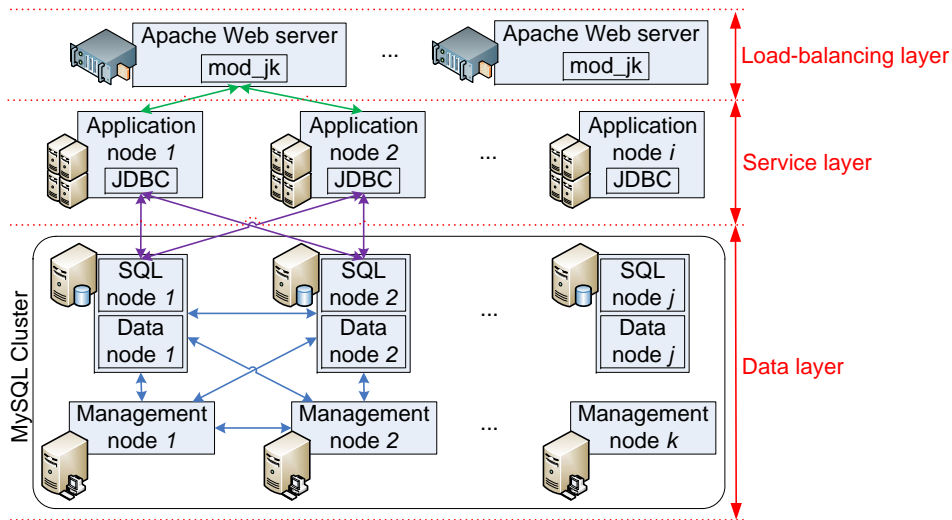 Apache Web server
mod_jk
...
Apache Web server
mod_jk
Load-balancing layer
Application
node 1
JDBC
Application
node 2
JDBC
...
Application
node i
JDBC
Service layer
MySQL Cluster
SQL
node 1
Data
node 1
SQL
node 2
Data
node 2
...
SQL
node j
Data
node j
Data layer
Management
node 1
Management
node 2
...
Management
node k